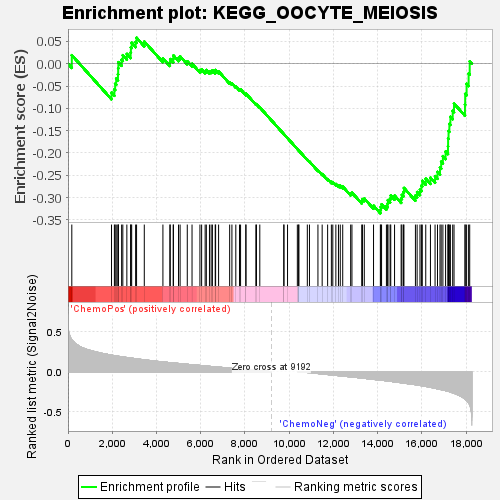 Enrichment plot: KEGG_OOCYTE_MEIOSIS
Enrichment score (ES)
0.05
0.00
-0.05
-0.10
-0.15
-0.20
-0.25
-0.30
-0.35
'ChemoPos' (positively correlated)
Ranked list metric (Signal2Noise)
0.5
0.0
-0.5
Zero cross at 9192
'ChemoNeg' (negatively correlated)
0
2,000
4,000
6,000
8,000
10,000
12,000
14,000
16,000
18,000
Rank in Ordered Dataset
Enrichment profile
Hits
Ranking metric scores